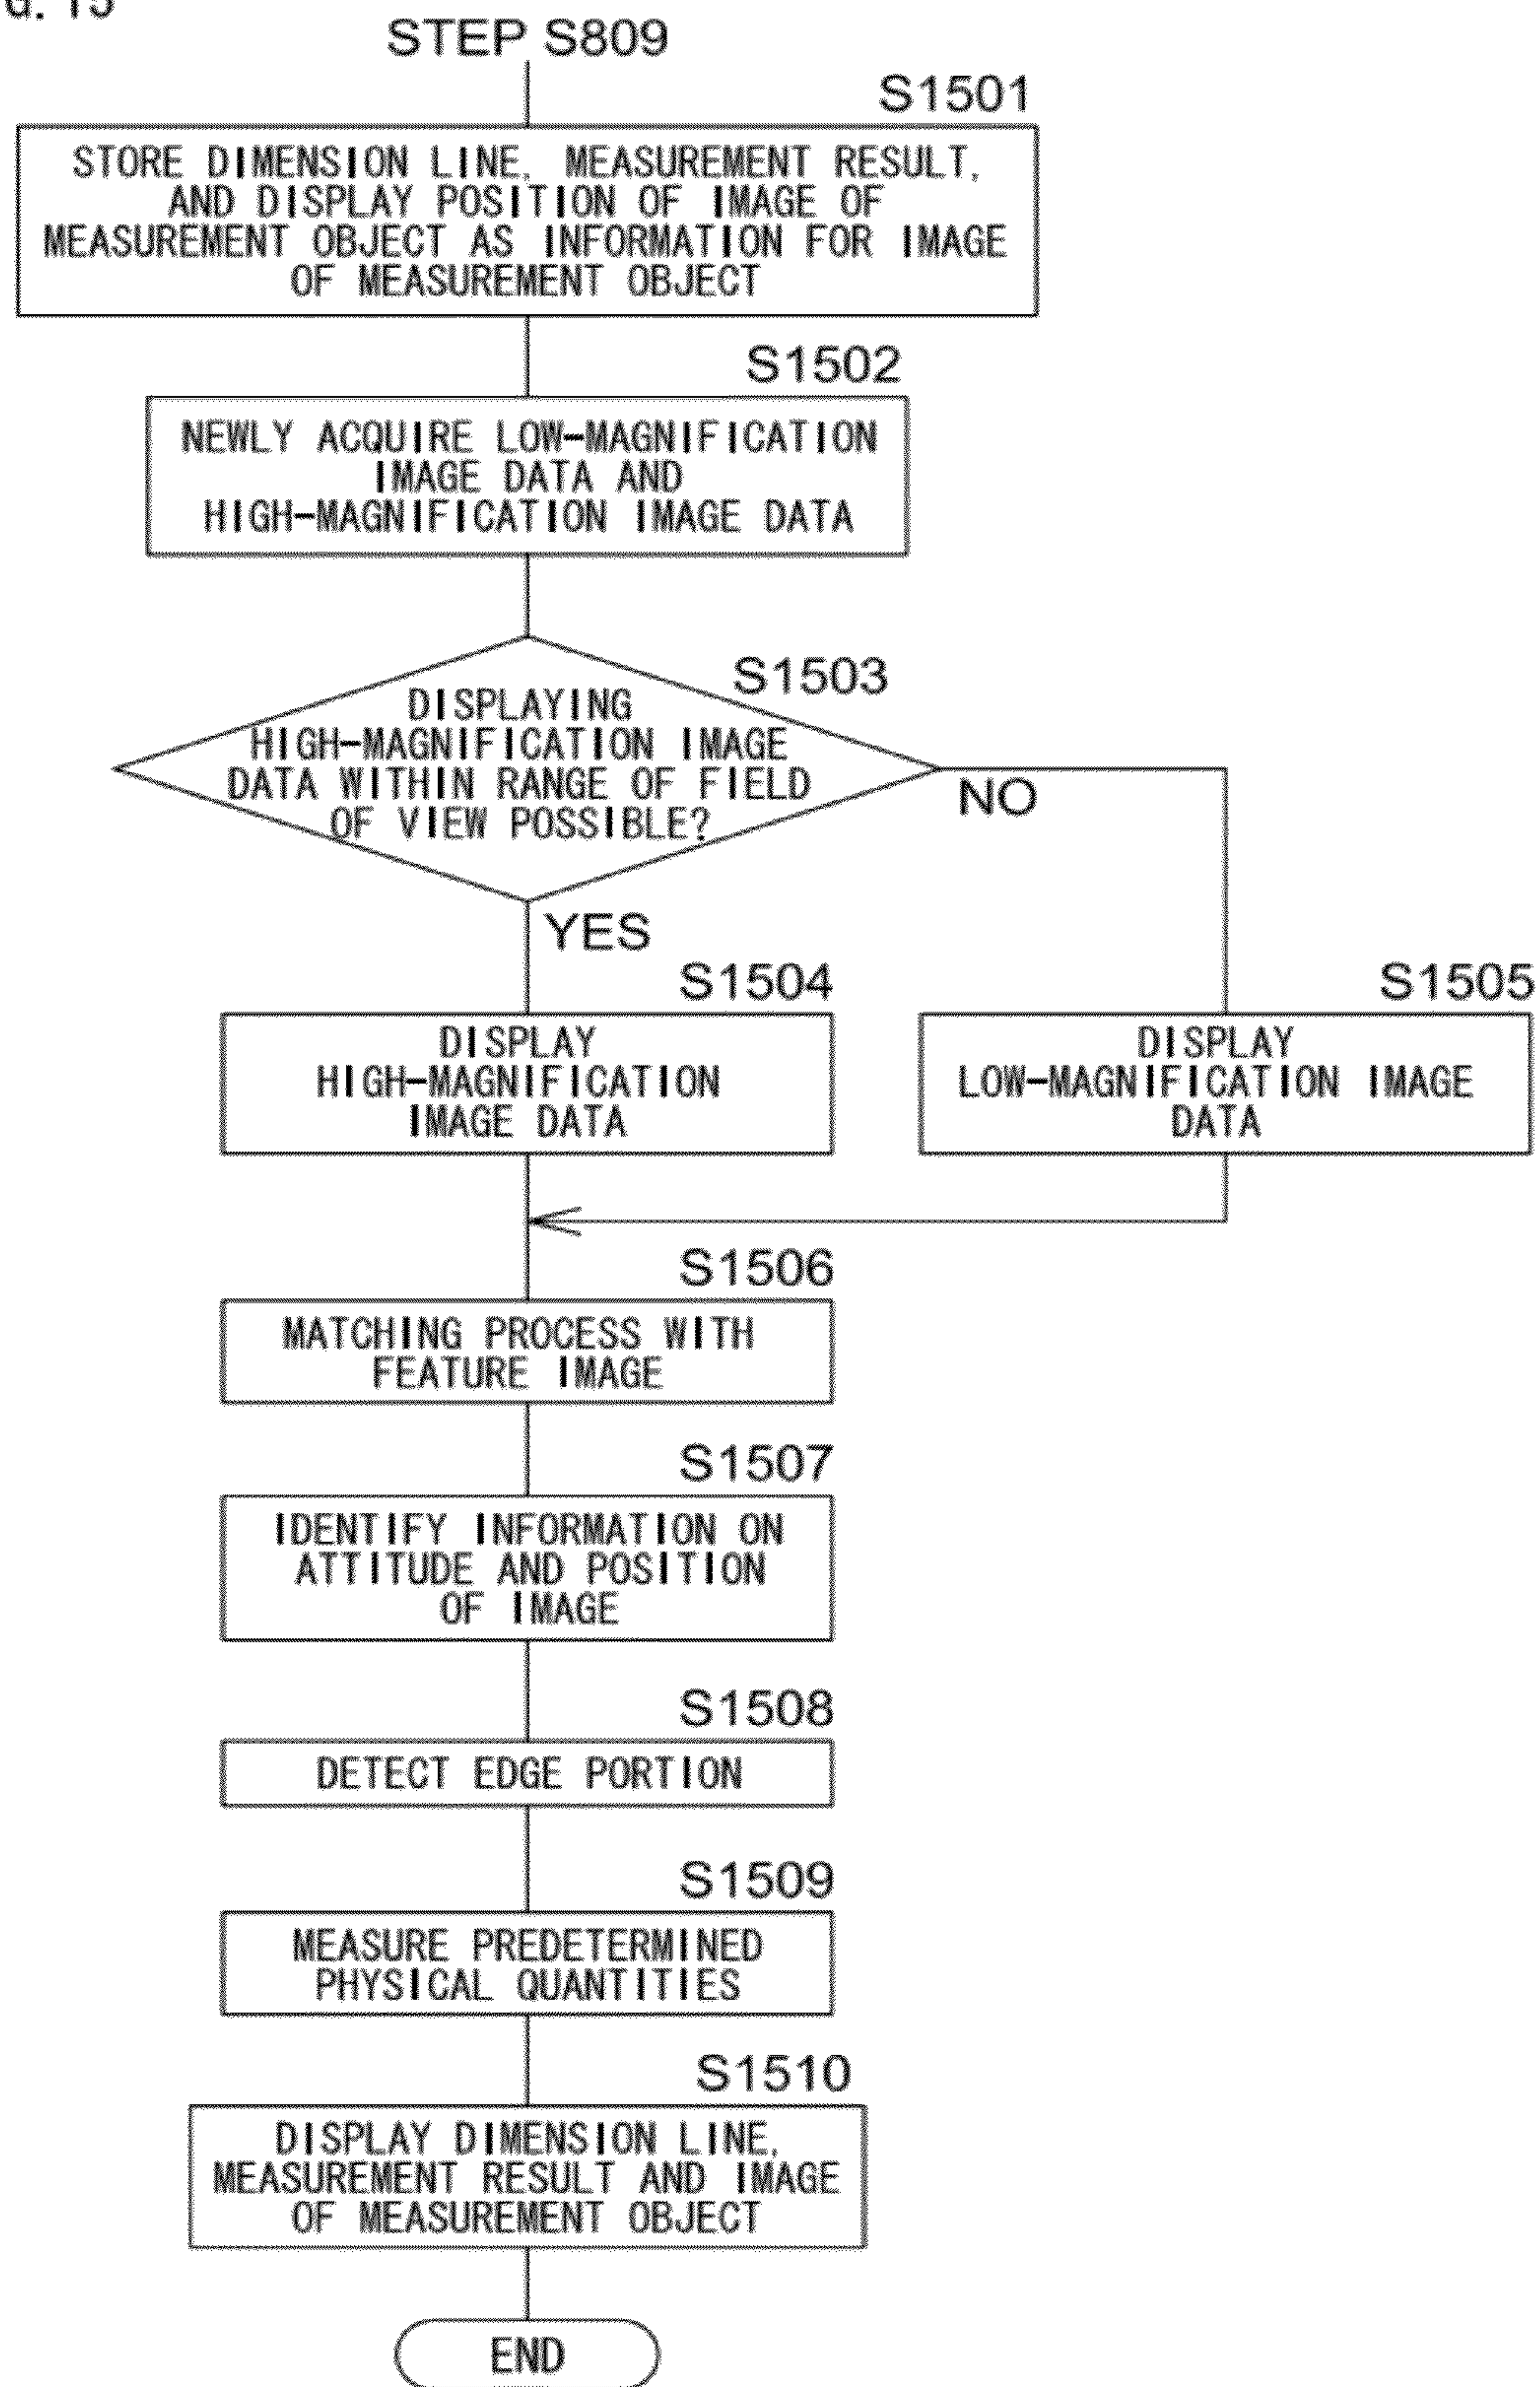 G. 15
STEP S809
S1501
STORE DIMENSION LINE, MEASUREMENT RESULT,
AND DISPLAY POSITION OF IMAGE OF
MEASUREMENT OBJECT AS INFORMATION FOR IMAGE
OF MEASUREMENT OBJECT
S1502
NEWLY ACQUIRE LOW-MAGNIFICATION
IMAGE DATA AND
HIGH-MAGNIFICATION IMAGE DATA
S1503
DISPLAYING
HIGH-MAGNIFICATION IMAGE
DATA WITHIN RANGE OF FIELD
OF VIEW POSSIBLE?
NO
YES
S1504
DISPLAY
HIGH-MAGNIFICATION
IMAGE DATA
S1505
DISPLAY
LOW-MAGNIFICATION IMAGE
DATA
S1506
MATCHING PROCESS WITH
FEATURE IMAGE
S1507
IDENTIFY INFORMATION ON
ATTITUDE AND POSITION
OF IMAGE
S1508
DETECT EDGE PORTION
S1509
MEASURE PREDETERMINED
PHYSICAL QUANTITIES
S1510
DISPLAY DIMENSION LINE,
MEASUREMENT RESULT AND IMAGE
OF MEASUREMENT OBJECT
END